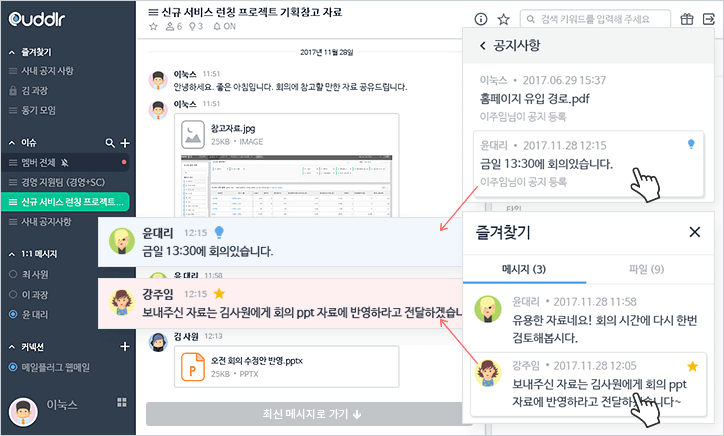 Quddlr
즐겨찾기
사내 공지 사항
김 과장
동기 모임
이슈
멤버 전체
경영 지원팀 (경영+SC)
신규 서비스 런칭 프로젝트...
사내 공지사항
1:1 메시지
최 사원
이 과장
윤 대리
커넥션
메일플러그 웹메일
이눅스
신규 서비스 런칭 프로젝트 기획참고 자료
6 3 ON
검색 키워드를 입력해 주세요
2017년 11월 28일
이눅스 11:51
안녕하세요. 좋은 아침입니다. 회의에 참고할 만한 자료 공유드립니다.
이눅스 11:51
참고자료.jpg
25KB • IMAGE
윤대리 12:15
금일 13:30에 회의있습니다.
윤대리 11:58
강주임 12:15
보내주신 자료는 김사원에게 회의 ppt 자료에 반영하라고 전달하겠습니
김 사원 12:13
오전 회의 수정안 반영.pptx
25KB • PPTX
최신 메시지로 가기
공지사항
이눅스 • 2017.06.29 15:37
홈페이지 유입 경로.pdf
이주임님이 공지 등록
윤대리 • 2017.11.28 12:15
금일 13:30에 회의있습니다.
이주임님이 공지 등록
타임
즐겨찾기
메시지 (3)
파일 (9)
윤대리 • 2017.11.28 11:58
유용한 자료네요! 회의 시간에 다시 한번
검토해봅시다.
강주임 • 2017.11.28 12:05
보내주신 자료는 김사원에게 회의 ppt
자료에 반영하라고 전달하겠습니다~